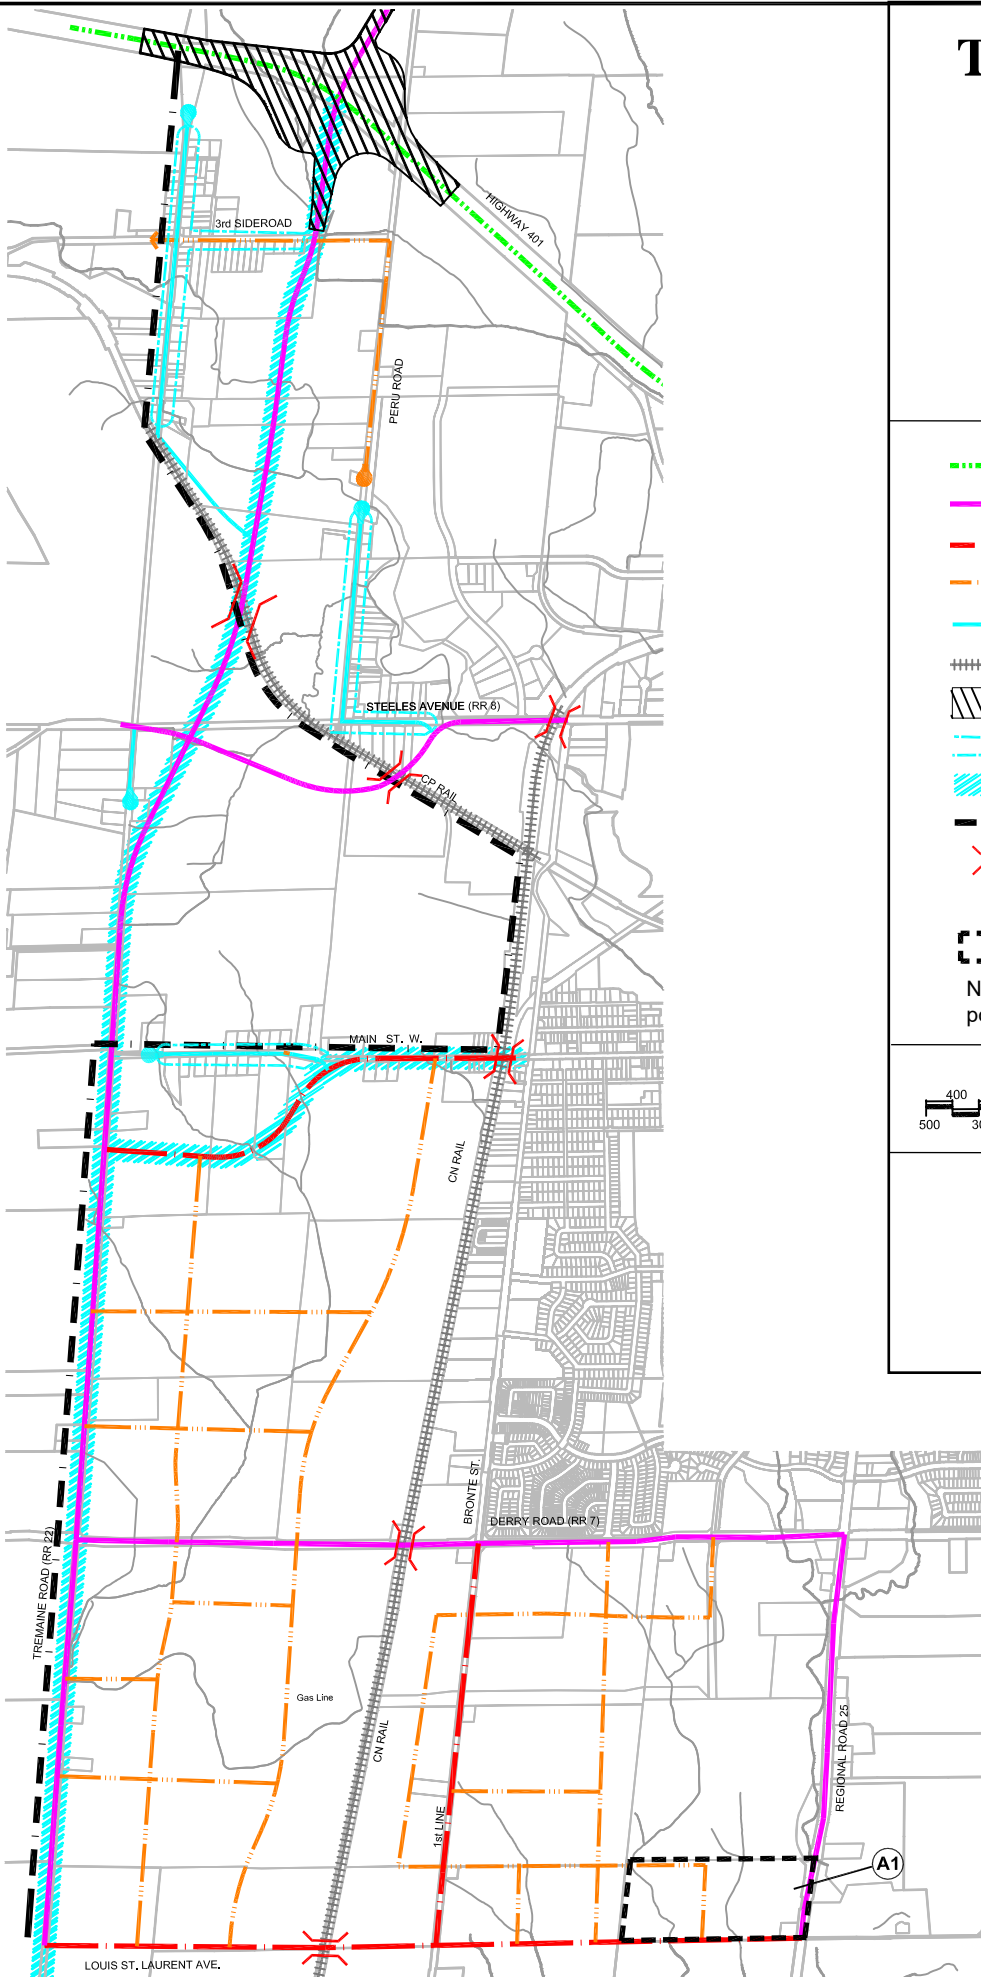 T
3rd SIDEROAD
HIGHWAY 401
PERU ROAD
STEELES AVENUE (RR 8)
CP RAIL
MAIN ST. W.
CN RAIL
BRONTE ST.
DERRY ROAD (RR 7)
TREMAINE ROAD (RR 22)
Gas Line
CN RAIL
1st LINE
REGIONAL ROAD 25
A1
LOUIS ST. LAURENT AVE.
N
po
400
500 30